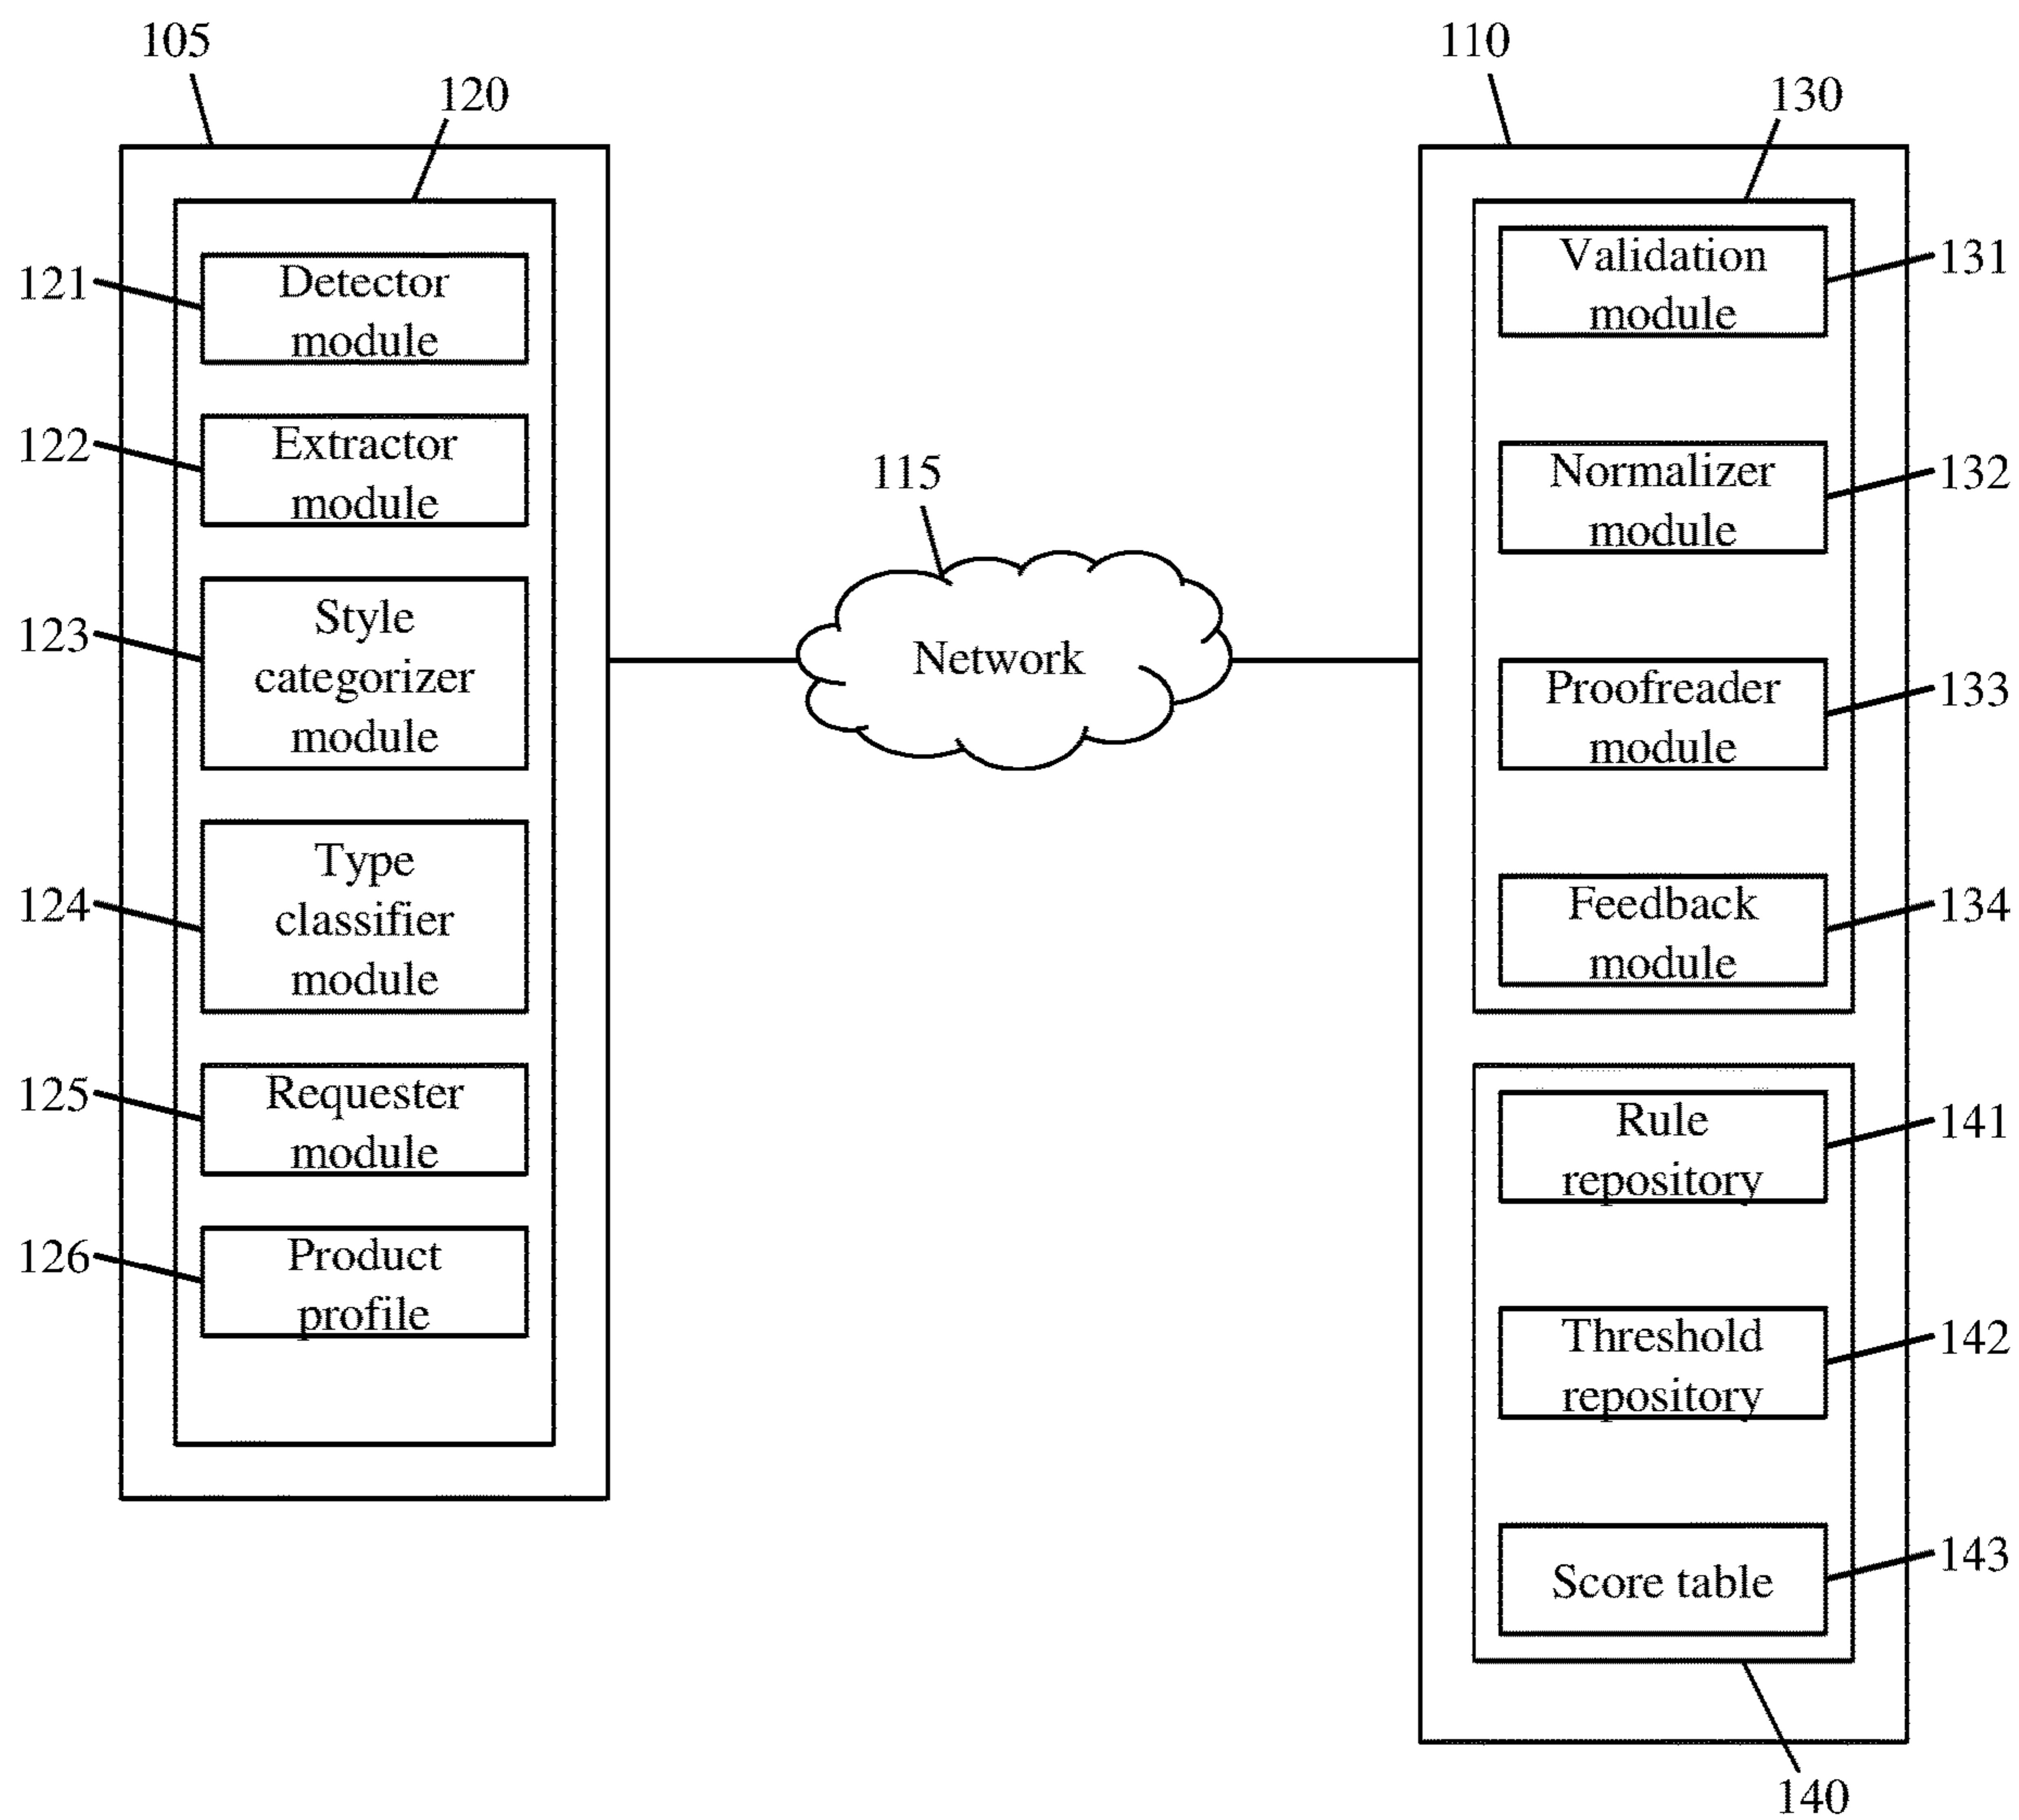 105
120
121
Detector
module
122
Extractor
module
123
Style
categorizer
module
124
Type
classifier
module
125
Requester
module
126
Product
profile
115
Network
110
130
Validation
module
131
Normalizer
module
132
Proofreader
module
133
Feedback
module
134
Rule
repository
141
Threshold
repository
142
Score table
143
140